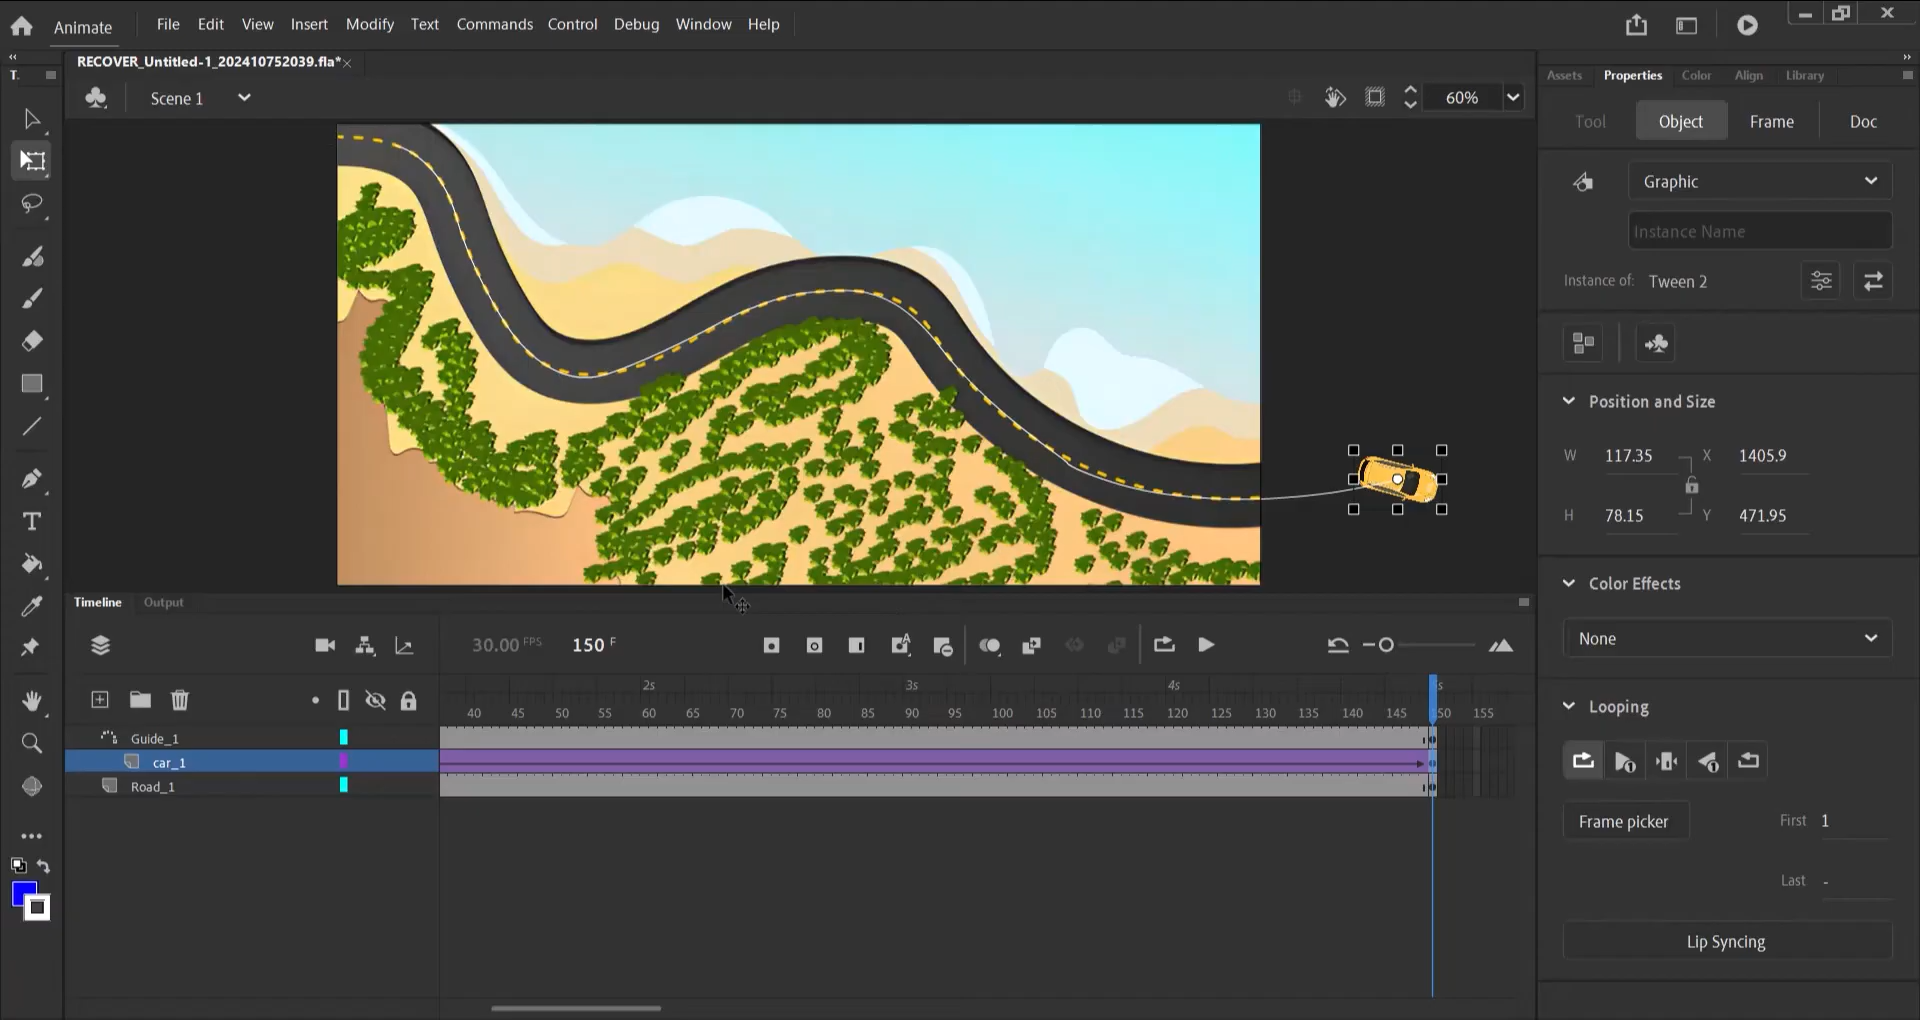 Animate File Edit View Insert Modify Text Commands Control Debug Window Help
RECOVER_Untitled-1_202410752039.fla*
T.
Assets Properties Color Align Library
Scene 1
60%
Tool Object Frame Doc
Graphic
Instance Name
Instance of: Tween 2
Position and Size
W 117.35 X 1405.9
H 78.15 Y 471.95
Color Effects
None
Looping
Frame picker
First 1
Last -
Lip Syncing
Timeline Output
30.00 FPS 150 F
2s 3s 4s s
40 45 50 55 60 65 70 75 80 85 90 95 100 105 110 115 120 125 130 135 140 145 50 155
Guide_1
car_1
Road_1